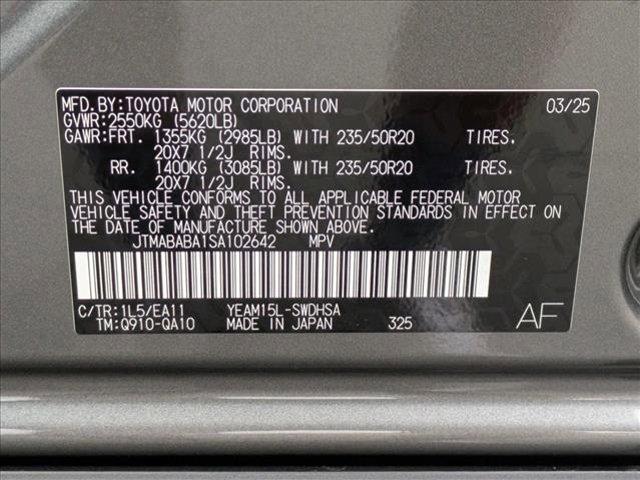 MFD.BY:TOYOTA MOTOR CORPORATION 03/25
GVWR:2550KG (5620LB)
GAWR:FRT. 1355KG (2985LB) WITH 235/50R20 TIRES.
20X7 1/2J RIMS.
RR. 1400KG (3085LB) WITH 235/50R20 TIRES.
20X7 1/2J RIMS.
THIS VEHICLE CONFORMS TO ALL APPLICABLE FEDERAL MOTOR
VEHICLE SAFETY AND THEFT PREVENTION STANDARDS IN EFFECT ON
THE DATE OF MANUFACTURE SHOWN ABOVE.
JTMABABA1SA102642 MPV
C/TR:1L5/EA11 YEAM15L-SWDHSA
TM:Q910-QA10 MADE IN JAPAN 325 AF